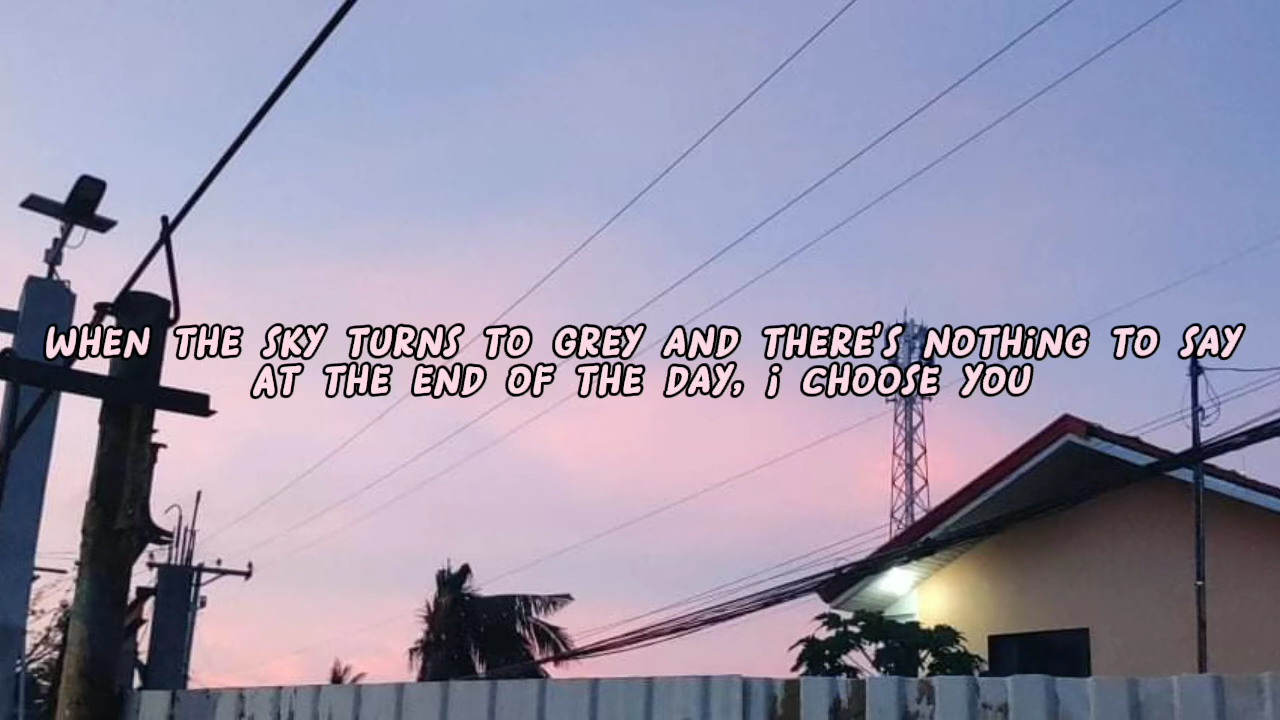 WHEN THE SKY TURNS TO GREY AND THERE'S NOTHiNG TO SAY
AT THE END OF THE DAY, i CHOOSE YOU